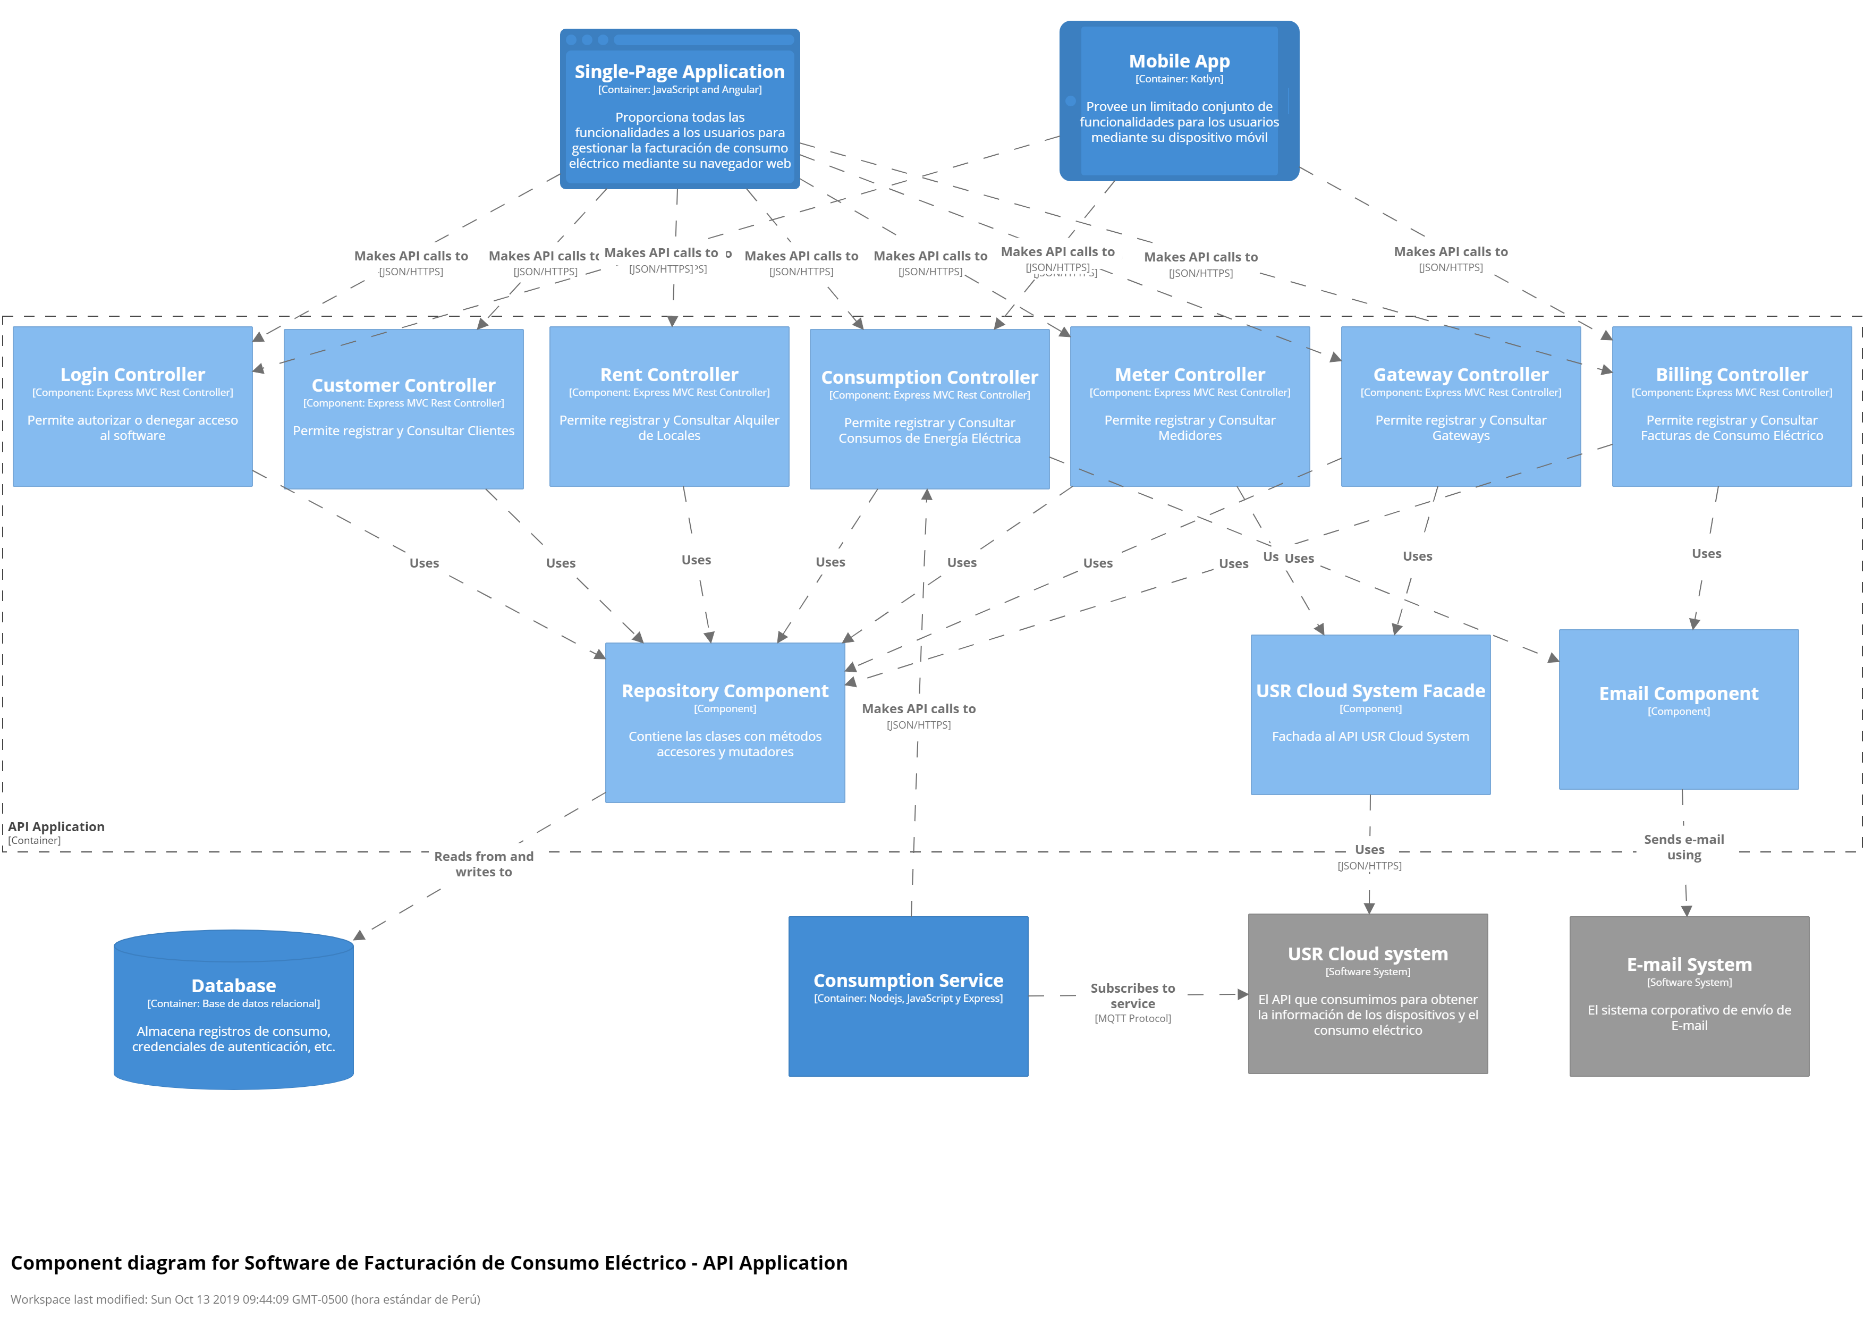 Single-Page Application
[Container: JavaScript and Angular]
Proporciona todas las
funcionalidades a los usuarios para
gestionar la facturación de consumo
eléctrico mediante su navegador web
Mobile App
[Container: Kotlyn]
Provee un limitado conjunto de
funcionalidades para los usuarios
mediante su dispositivo móvil
Makes API calls to
[JSON/HTTPS]
Makes API calls to
[JSON/HTTPS]
Makes API calls to
[JSON/HTTPS]
Makes API calls to
[JSON/HTTPS]
Makes API calls to
[JSON/HTTPS]
Makes API calls to
[JSON/HTTPS]
Makes API calls to
[JSON/HTTPS]
Makes API calls to
[JSON/HTTPS]
Login Controller
[Component: Express MVC Rest Controller]
Permite autorizar o denegar acceso
al software
Customer Controller
[Component: Express MVC Rest Controller]
Permite registrar y Consultar Clientes
Rent Controller
[Component: Express MVC Rest Controller]
Permite registrar y Consultar Alquiler
de Locales
Consumption Controller
[Component: Express MVC Rest Controller]
Permite registrar y Consultar
Consumos de Energía Eléctrica
Meter Controller
[Component: Express MVC Rest Controller]
Permite registrar y Consultar
Medidores
Gateway Controller
[Component: Express MVC Rest Controller]
Permite registrar y Consultar
Gateways
Billing Controller
[Component: Express MVC Rest Controller]
Permite registrar y Consultar
Facturas de Consumo Eléctrico
Uses
Uses
Uses
Uses
Uses
Uses
Uses
Us
Uses
Uses
Uses
Repository Component
[Component]
Contiene las clases con métodos
accesores y mutadores
Makes API calls to
[JSON/HTTPS]
USR Cloud System Facade
[Component]
Fachada al API USR Cloud System
Email Component
[Component]
API Application
[Container]
Reads from and
writes to
Uses
[JSON/HTTPS]
Sends e-mail
using
Database
[Container: Base de datos relacional]
Almacena registros de consumo,
credenciales de autenticación, etc.
Consumption Service
[Container: Nodejs, JavaScript y Express]
Subscribes to
service
[MQTT Protocol]
USR Cloud system
[Software System]
El API que consumimos para obtener
la información de los dispositivos y el
consumo eléctrico
E-mail System
[Software System]
El sistema corporativo de envío de
E-mail
Component diagram for Software de Facturación de Consumo Eléctrico - API Application
Workspace last modified: Sun Oct 13 2019 09:44:09 GMT-0500 (hora estándar de Perú)